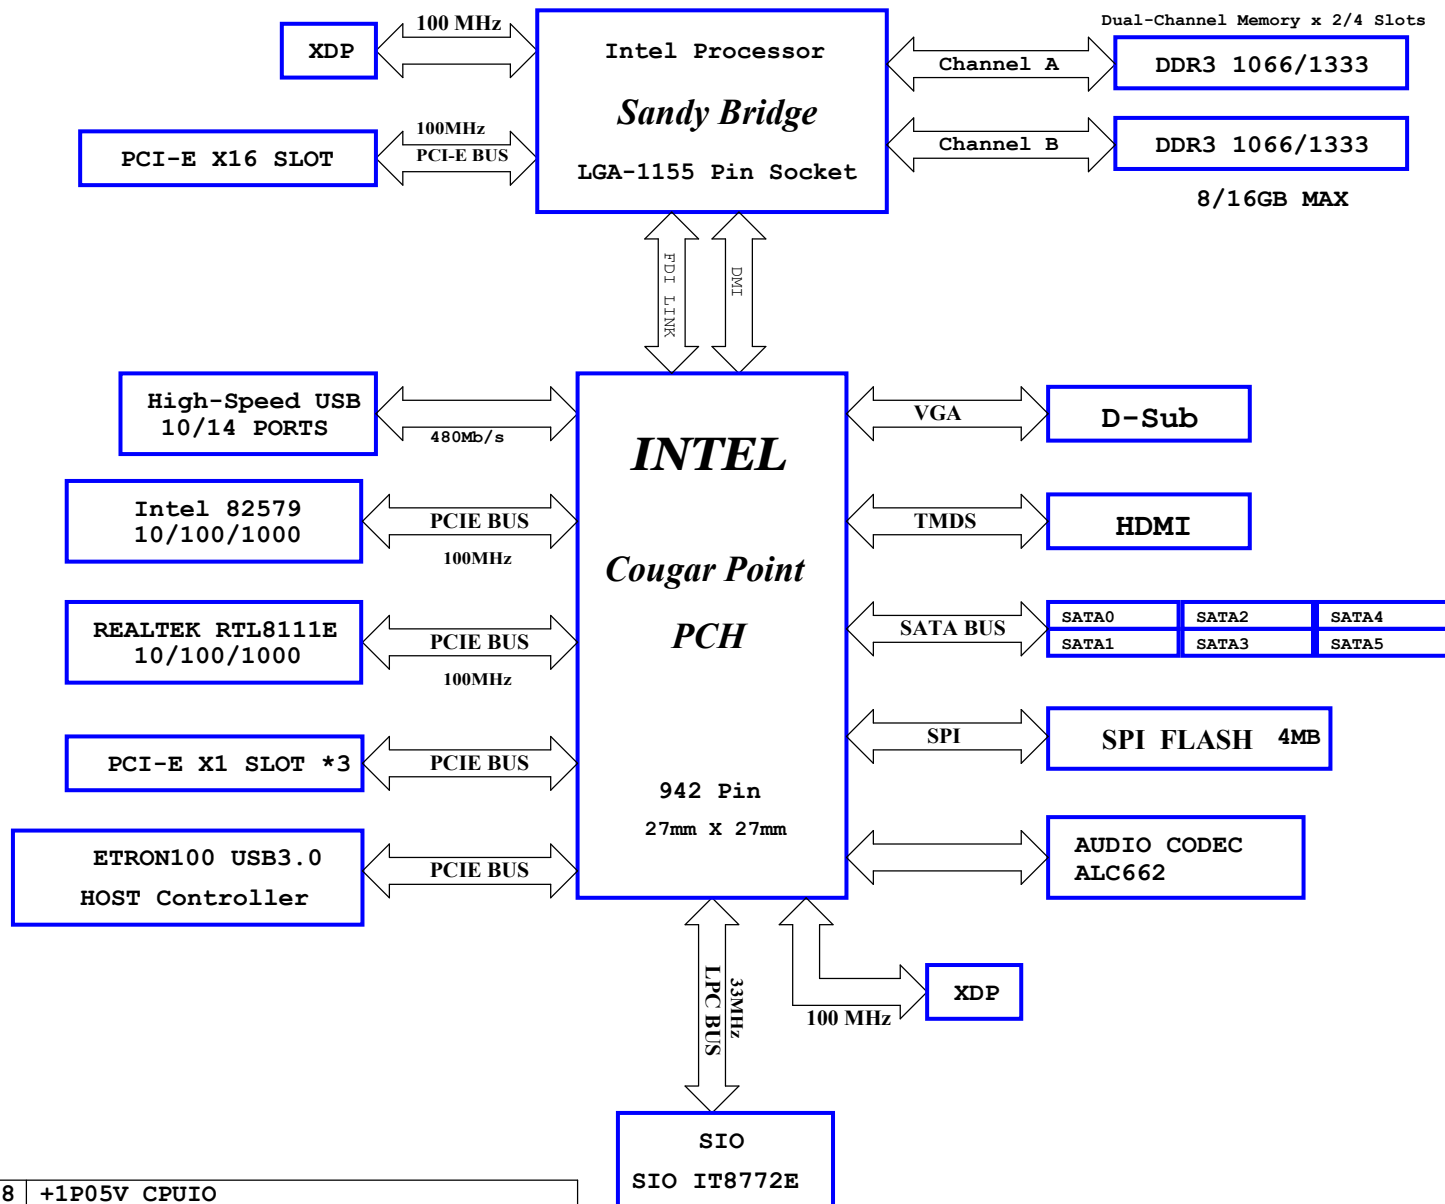 Dual-Channel Memory x 2/4 Slots
XDP
100 MHz
Intel Processor
Sandy Bridge
LGA-1155 Pin Socket
Channel A
DDR3 1066/1333
PCI-E X16 SLOT
100MHz
PCI-E BUS
Channel B
DDR3 1066/1333
8/16GB MAX
FDI LINK
DMI
High-Speed USB
10/14 PORTS
480Mb/s
INTEL
Cougar Point
PCH
942 Pin
27mm X 27mm
VGA
D-Sub
Intel 82579
10/100/1000
PCIE BUS
100MHz
TMDS
HDMI
REALTEK RTL8111E
10/100/1000
PCIE BUS
100MHz
SATA BUS
SATA0
SATA2
SATA4
SATA1
SATA3
SATA5
PCI-E X1 SLOT *3
PCIE BUS
SPI
SPI FLASH 4MB
ETRON100 USB3.0
HOST Controller
PCIE BUS
AUDIO CODEC
ALC662
33MHz
LPC BUS
100 MHz
XDP
SIO
SIO IT8772E
8 +1P05V CPUIO